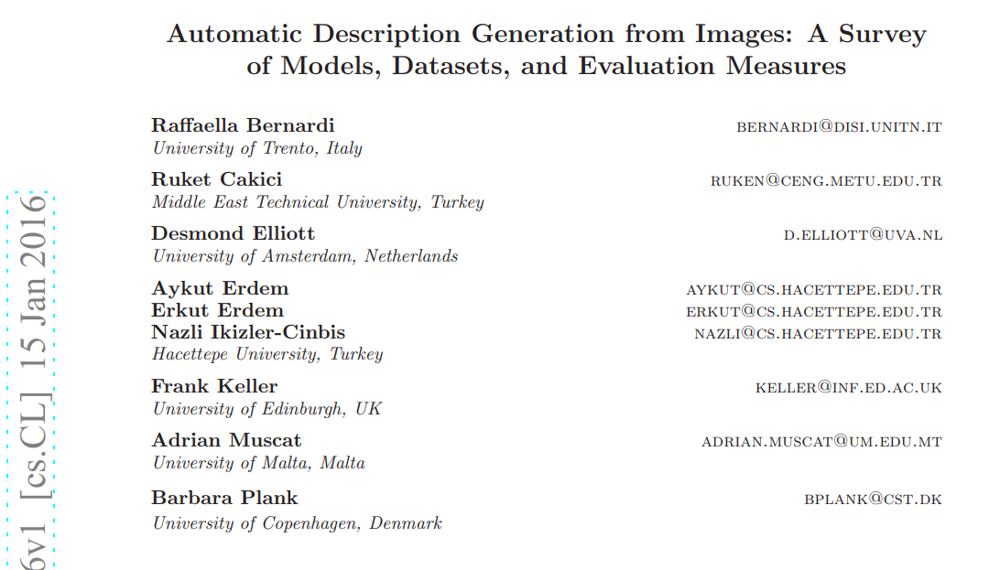 Automatic Description Generation from Images: A Survey
of Models, Datasets, and Evaluation Measures
Raffaella Bernardi BERNARDI@DISI.UNITN.IT
University of Trento, Italy
Ruket Cakici RUKEN@CENG.METU.EDU.TR
Middle East Technical University, Turkey
Desmond Elliott D.ELLIOTT@UVA.NL
University of Amsterdam, Netherlands
Aykut Erdem AYKUT@CS.HACETTEPE.EDU.TR
Erkut Erdem ERKUT@CS.HACETTEPE.EDU.TR
Nazli Ikizler-Cinbis NAZLI@CS.HACETTEPE.EDU.TR
Hacettepe University, Turkey
Frank Keller KELLER@INF.ED.AC.UK
University of Edinburgh, UK
Adrian Muscat ADRIAN.MUSCAT@UM.EDU.MT
University of Malta, Malta
Barbara Plank BPLANK@CST.DK
University of Copenhagen, Denmark
6v1 [cs.CL] 15 Jan 2016